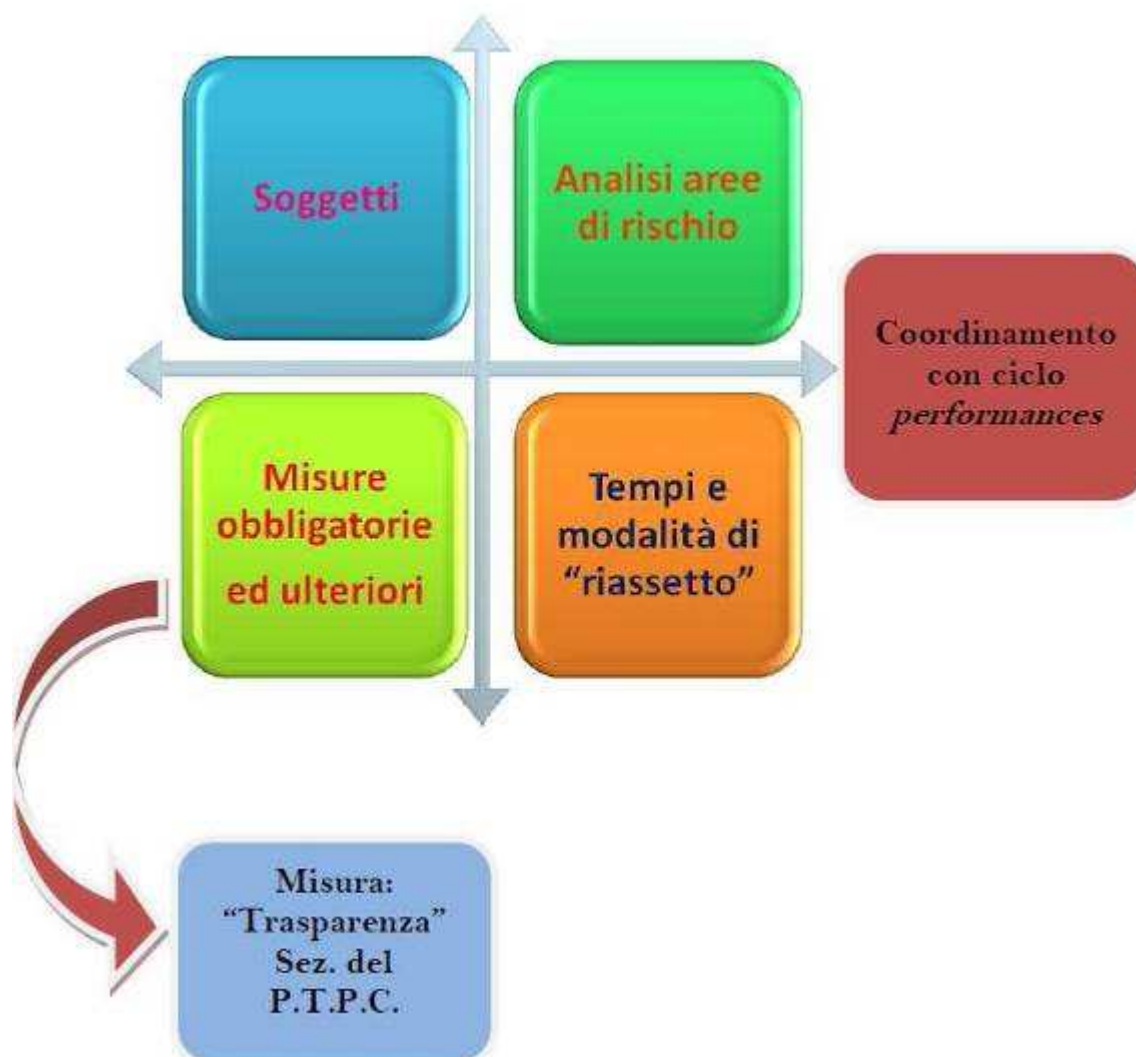 Soggetti
Analisi aree
di rischio
Coordinamento
con ciclo
performances
Misure
obbligatorie
ed ulteriori
Tempi e
modalità di
“riassetto”
Misura:
“Trasparenza”
Sez. del
P.T.P.C.